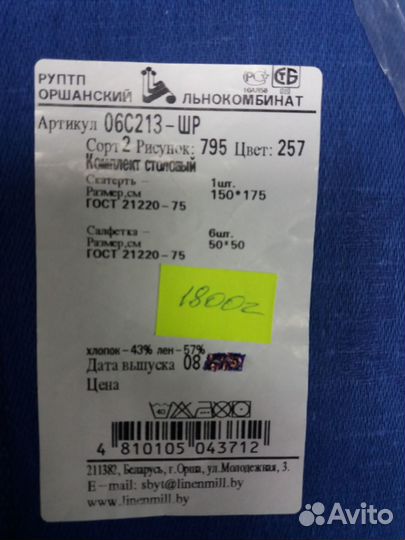 РУПТП
ОРШАНСКИЙ ЛЬНОКОМБИНАТ
Артикул 06С213-ШР
Сорт 2 Рисунок: 795 Цвет: 257
Комплект столовый
Скатерть – 1шт.
Размер,см 150*175
ГОСТ 21220-75
Салфетка – 6шт.
Размер,см 50*50
ГОСТ 21220-75
1800г
хлопок – 43% лен – 57%
Дата выпуска 08
Цена
40
4 810105 043712
211382, Беларусь, г.Орша, ул.Молодежная, 3.
E-mail: sbyt@linenmill.by
www.linenmill.by
Avito